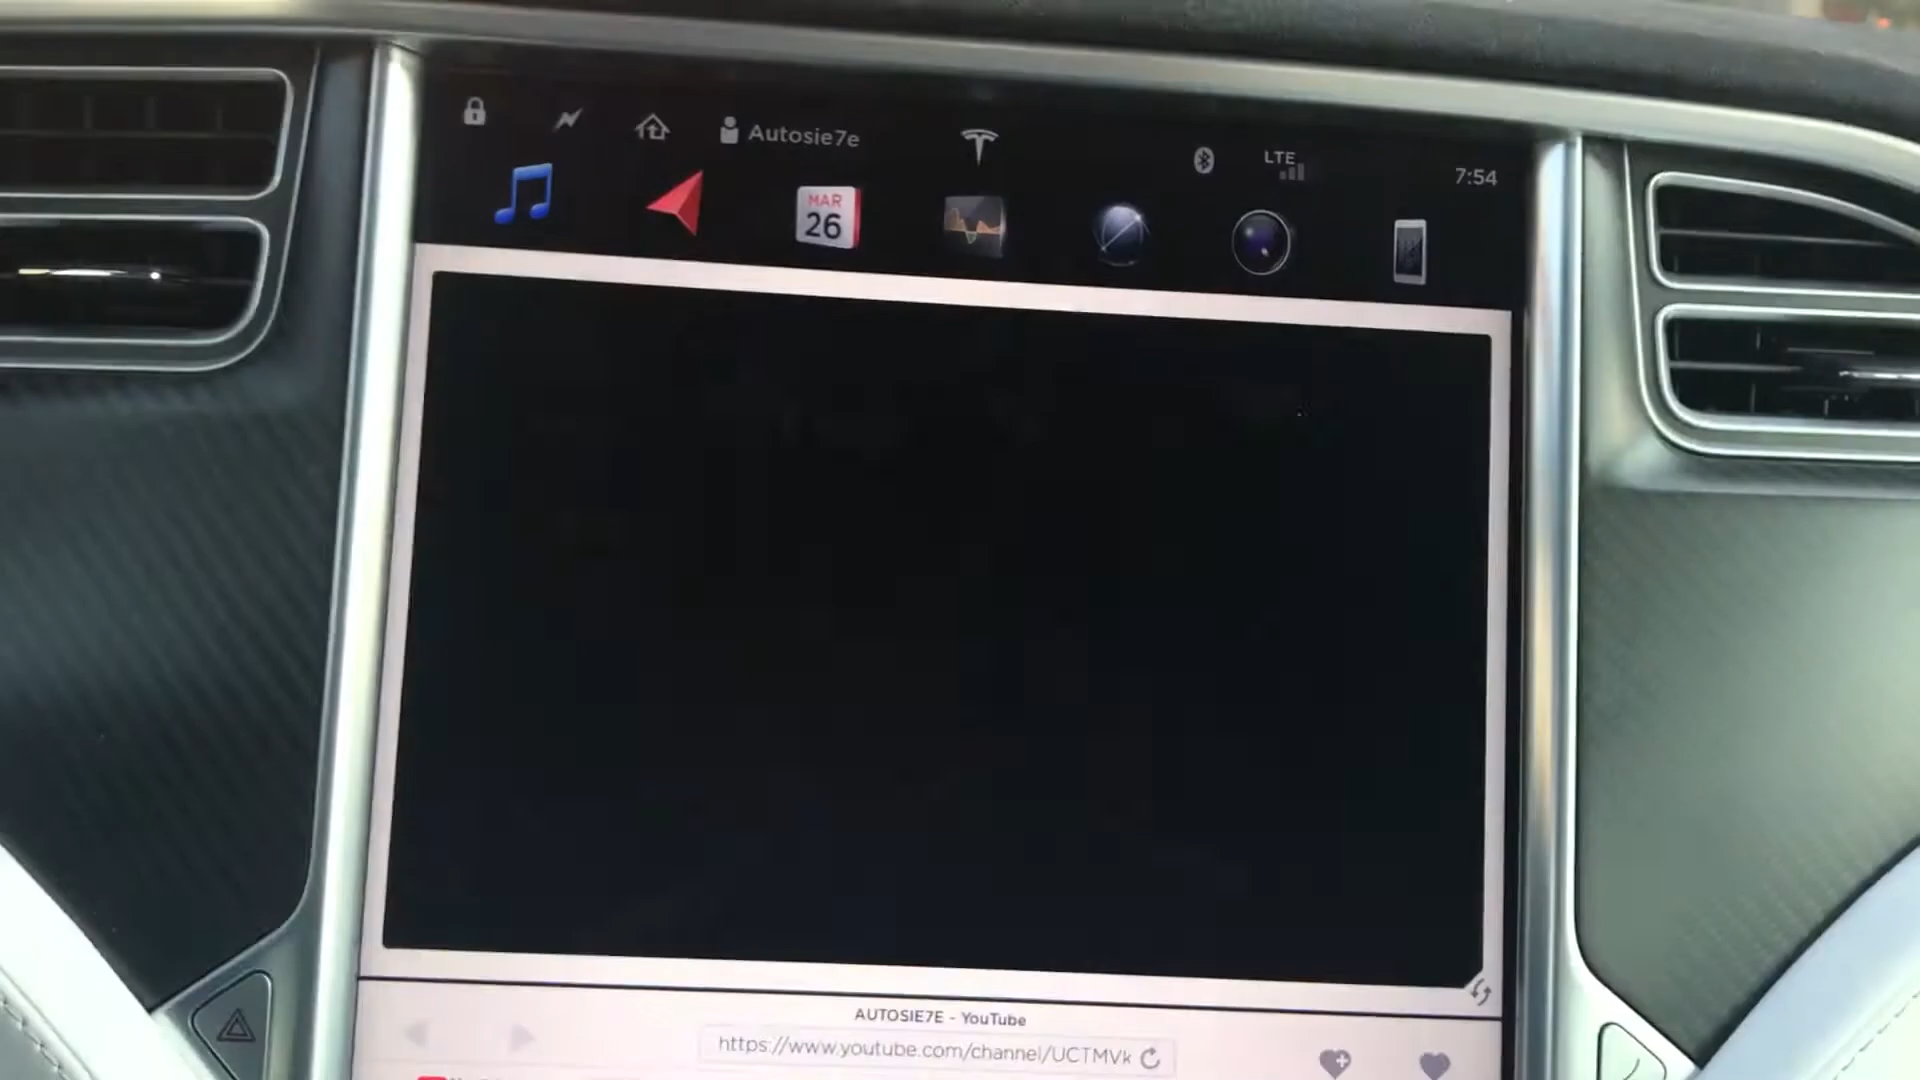 Autosie7e
LTE
7:54
MAR
26
AUTOSIE7E - YouTube
https://www.youtube.com/channel/UCTMVk